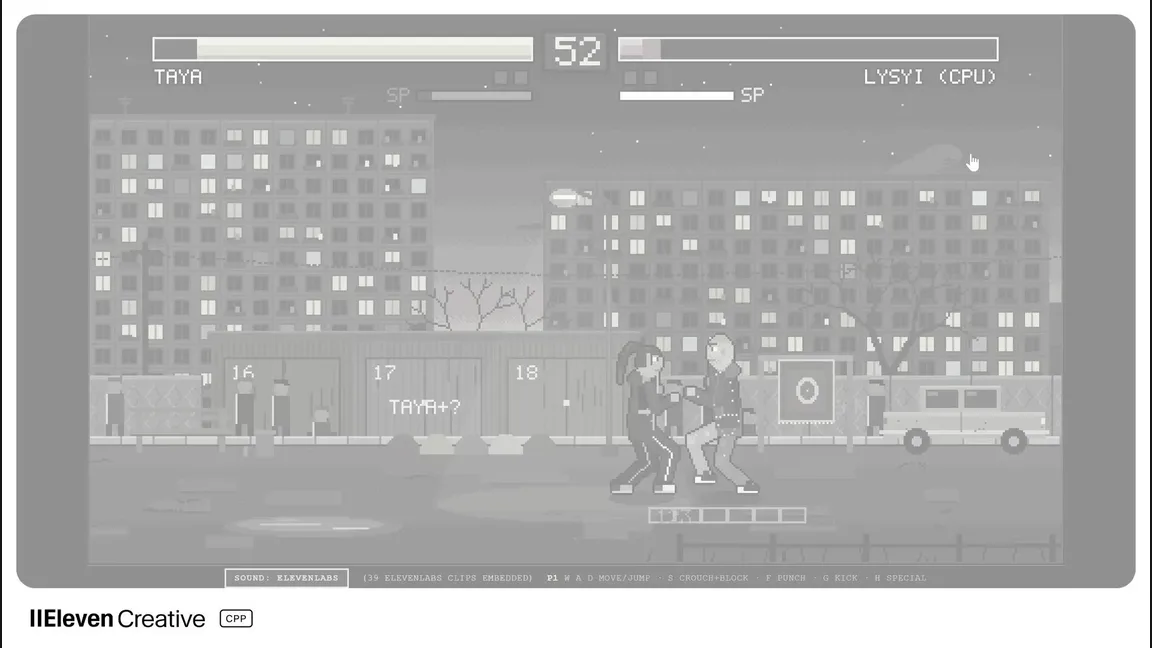 52
TAYA
LYSYI (CPU)
SP
SP
16
17
18
TAYA+?
SOUND: ELEVENLABS (39 ELEVENLABS CLIPS EMBEDDED) P1 W A D MOVE/JUMP · S CROUCH+BLOCK · F PUNCH · G KICK · H SPECIAL
IIEleven Creative CPP